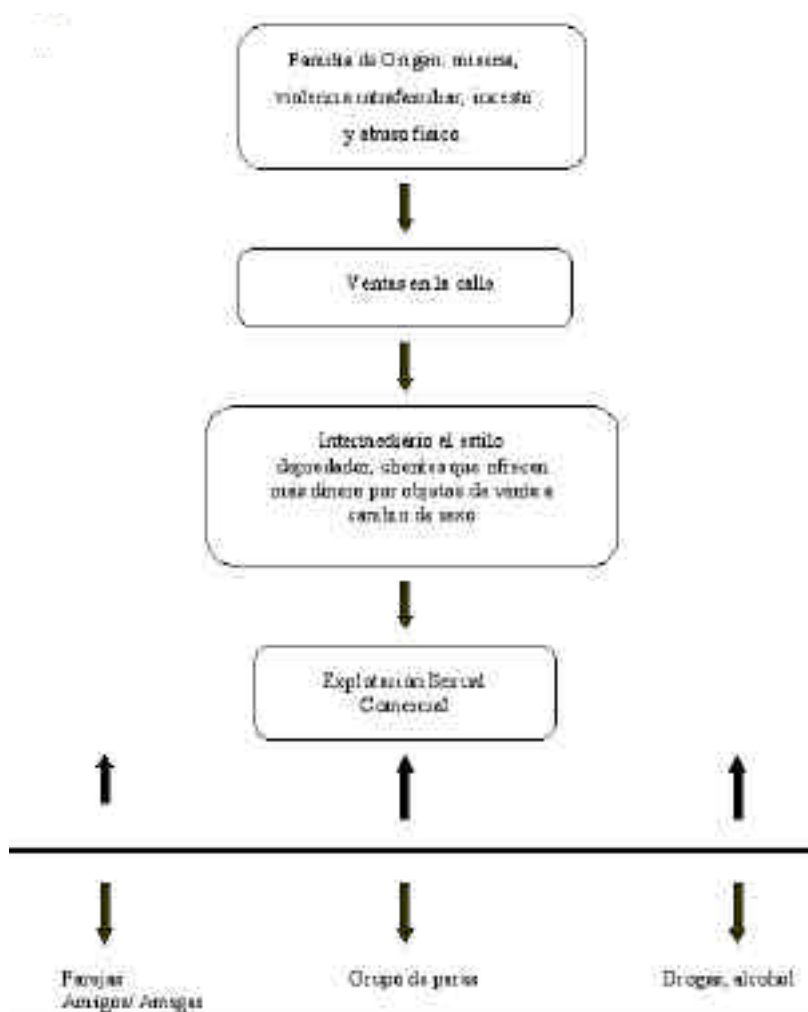 Familia de Origen: miseria,
violencia intrafamiliar, incesto
y abuso físico
Ventas en la calle
Intermediario al estilo
depredador, clientes que ofrecen
más dinero por objetos de venta a
cambio de sexo
Explotación Sexual
Comercial
Parejas
Amigos/ Amigas
Grupo de pares
Drogas, alcohol